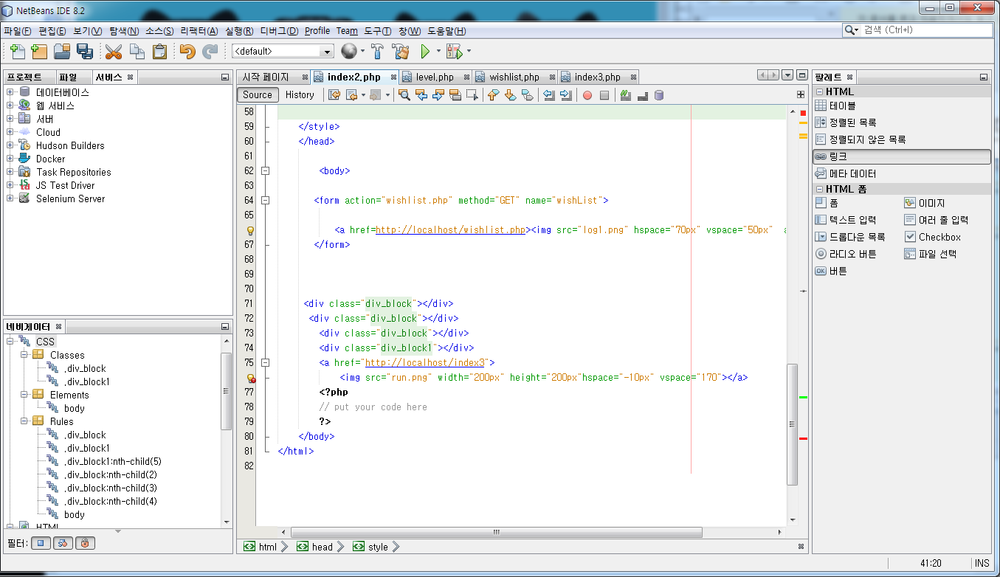 NetBeans IDE 8.2
파일(F) 편집(E) 보기(V) 탐색(N) 소스(S) 리팩터(A) 실행(R) 디버그(D) Profile Team 도구(T) 창(W) 도움말(H)
검색 (Ctrl+I)
<default>
프로젝트 파일 서비스
데이터베이스
웹 서비스
서버
Cloud
Hudson Builders
Docker
Task Repositories
JS Test Driver
Selenium Server
네비게이터
CSS
Classes
.div_block
.div_block1
Elements
body
Rules
.div_block
.div_block1
.div_block1:nth-child(5)
.div_block:nth-child(2)
.div_block:nth-child(3)
.div_block:nth-child(4)
body
HTML
필터:
시작 페이지 index2.php level.php wishlist.php index3.php
Source History
58
59 </style>
60 </head>
61
62 <body>
63
64 <form action="wishlist.php" method="GET" name="wishList">
65
<a href=http://localhost/wishlist.php><img src="log1.png" hspace="70px" vspace="50px" a
67 </form>
68
69
70
71 <div class="div_block"></div>
72 <div class="div_block"></div>
73 <div class="div_block"></div>
74 <div class="div_block1"></div>
75 <a href="http://localhost/index3">
<img src="run.png" width="200px" height="200px"hspace="-10px" vspace="170"></a>
77 <?php
78 // put your code here
79 ?>
80 </body>
81 </html>
82
html head style
팔레트
HTML
테이블
정렬된 목록
정렬되지 않은 목록
링크
메타 데이터
HTML 폼
폼 이미지
텍스트 입력 여러 줄 입력
드롭다운 목록 Checkbox
라디오 버튼 파일 선택
OK 버튼
41:20 INS